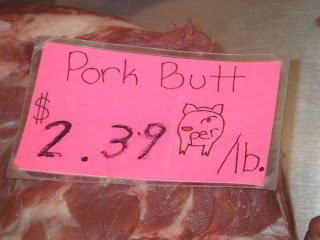 Pork Butt
$2.39 per /lb.